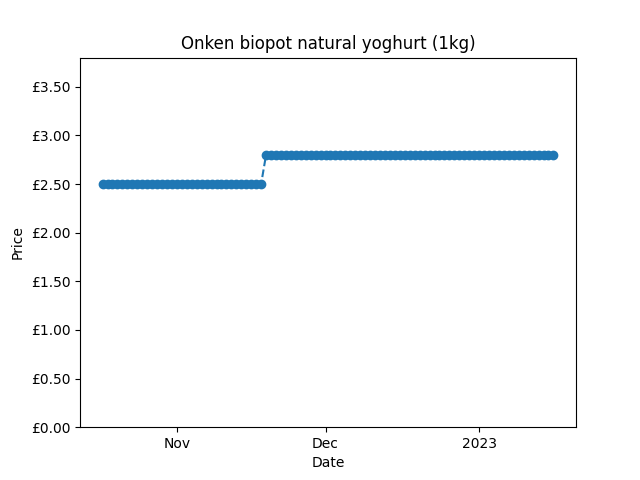 Onken biopot natural yoghurt (1kg)
£3.50
£3.00
£2.50
£2.00
£1.50
£1.00
£0.50
£0.00
Price
Nov
Dec
2023
Date